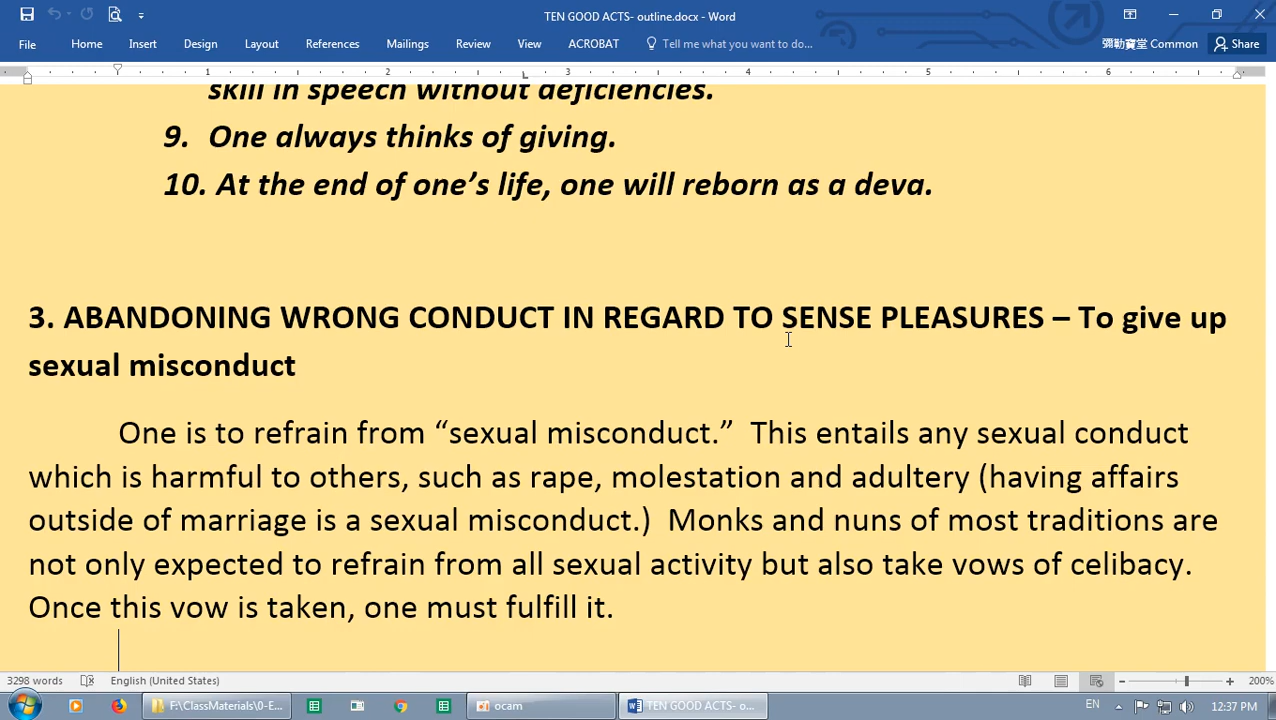 TEN GOOD ACTS- outline.docx - Word
File Home Insert Design Layout References Mailings Review View ACROBAT Tell me what you want to do... 彌勒寶堂 Common Share
1 2 3 4 5 6
skill in speech without deficiencies.
9. One always thinks of giving.
10. At the end of one’s life, one will reborn as a deva.
3. ABANDONING WRONG CONDUCT IN REGARD TO SENSE PLEASURES – To give up
sexual misconduct
One is to refrain from “sexual misconduct.” This entails any sexual conduct
which is harmful to others, such as rape, molestation and adultery (having affairs
outside of marriage is a sexual misconduct.) Monks and nuns of most traditions are
not only expected to refrain from all sexual activity but also take vows of celibacy.
Once this vow is taken, one must fulfill it.
3298 words English (United States) 200%
F:\ClassMaterials\0-E... ocam TEN GOOD ACTS- o... EN 12:37 PM